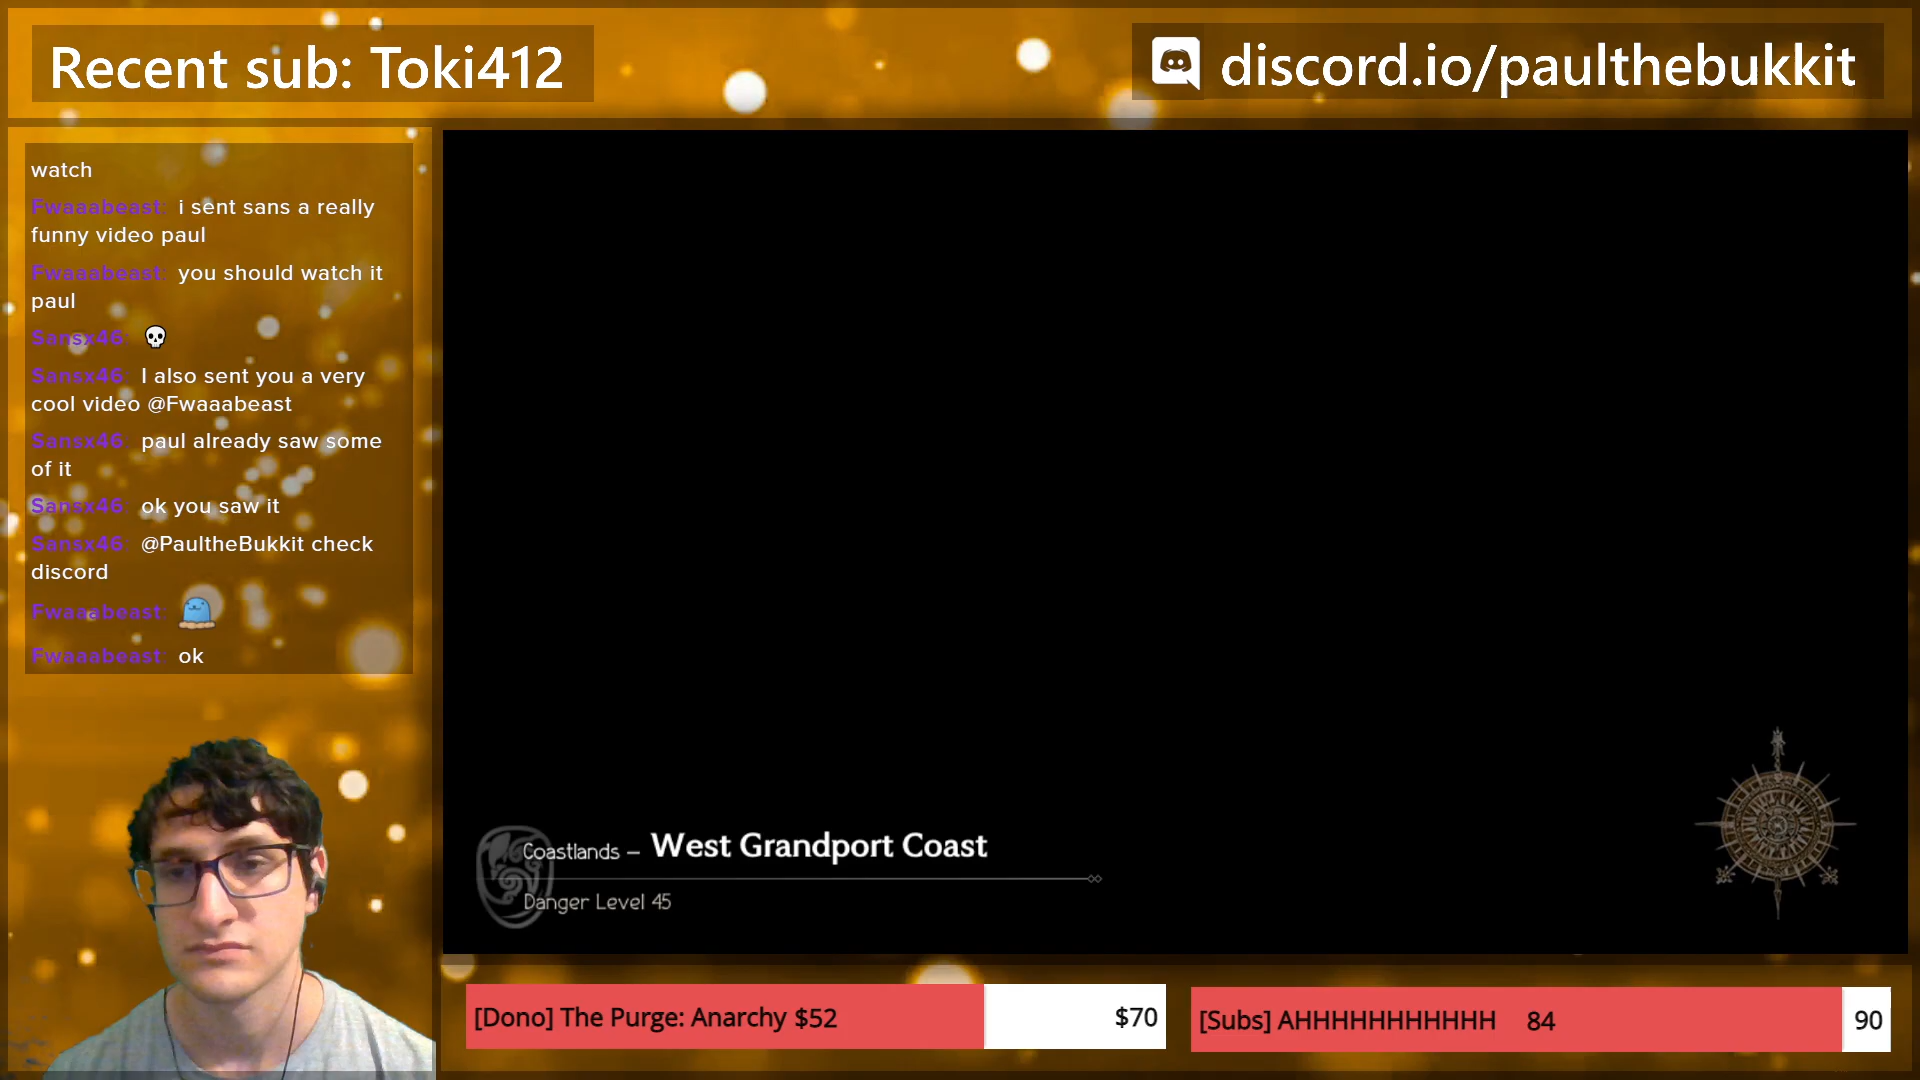 Recent sub: Toki412
discord.io/paulthebukkit
watch
Fwaaabeast: i sent sans a really
funny video paul
Fwaaabeast: you should watch it
paul
Sansx46: 💀
Sansx46: I also sent you a very
cool video @Fwaaabeast
Sansx46: paul already saw some
of it
Sansx46: ok you saw it
Sansx46: @PaultheBukkit check
discord
Fwaaabeast:
Fwaaabeast: ok
Coastlands – West Grandport Coast
Danger Level 45
[Dono] The Purge: Anarchy $52 $70
[Subs] AHHHHHHHHHHH 84 90